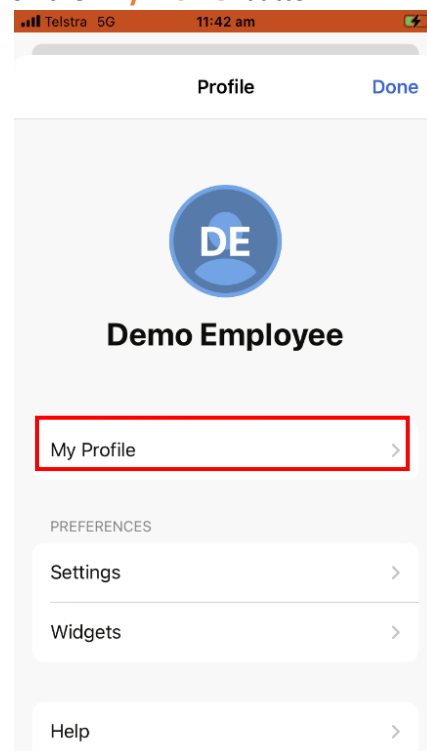 Telstra 5G 11:42 am
Profile Done
DE
Demo Employee
My Profile
PREFERENCES
Settings
Widgets
Help